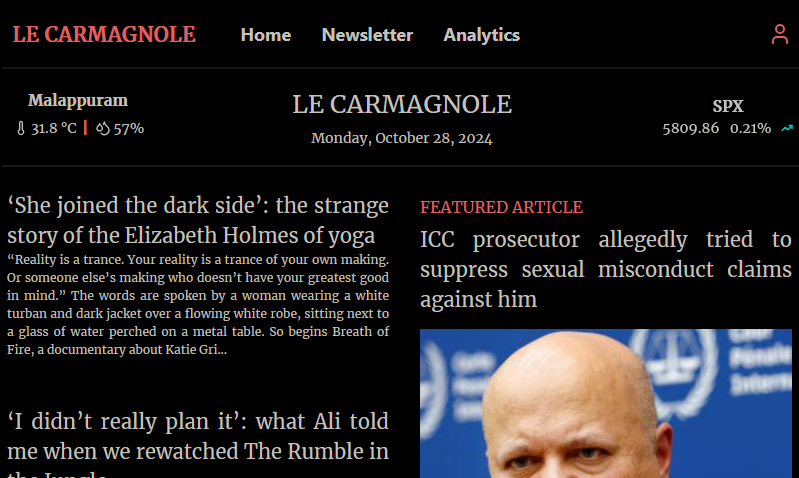 LE CARMAGNOLE Home Newsletter Analytics
Malappuram
31.8 °C | 57%
LE CARMAGNOLE
Monday, October 28, 2024
SPX
5809.86 0.21%
‘She joined the dark side’: the strange
story of the Elizabeth Holmes of yoga
“Reality is a trance. Your reality is a trance of your own making.
Or someone else’s making who doesn’t have your greatest good
in mind.” The words are spoken by a woman wearing a white
turban and dark jacket over a flowing white robe, sitting next to
a glass of water perched on a metal table. So begins Breath of
Fire, a documentary about Katie Gri...
‘I didn’t really plan it’: what Ali told
me when we rewatched The Rumble in
the Jungle
FEATURED ARTICLE
ICC prosecutor allegedly tried to
suppress sexual misconduct claims
against him
Cour
Pénale
Interna